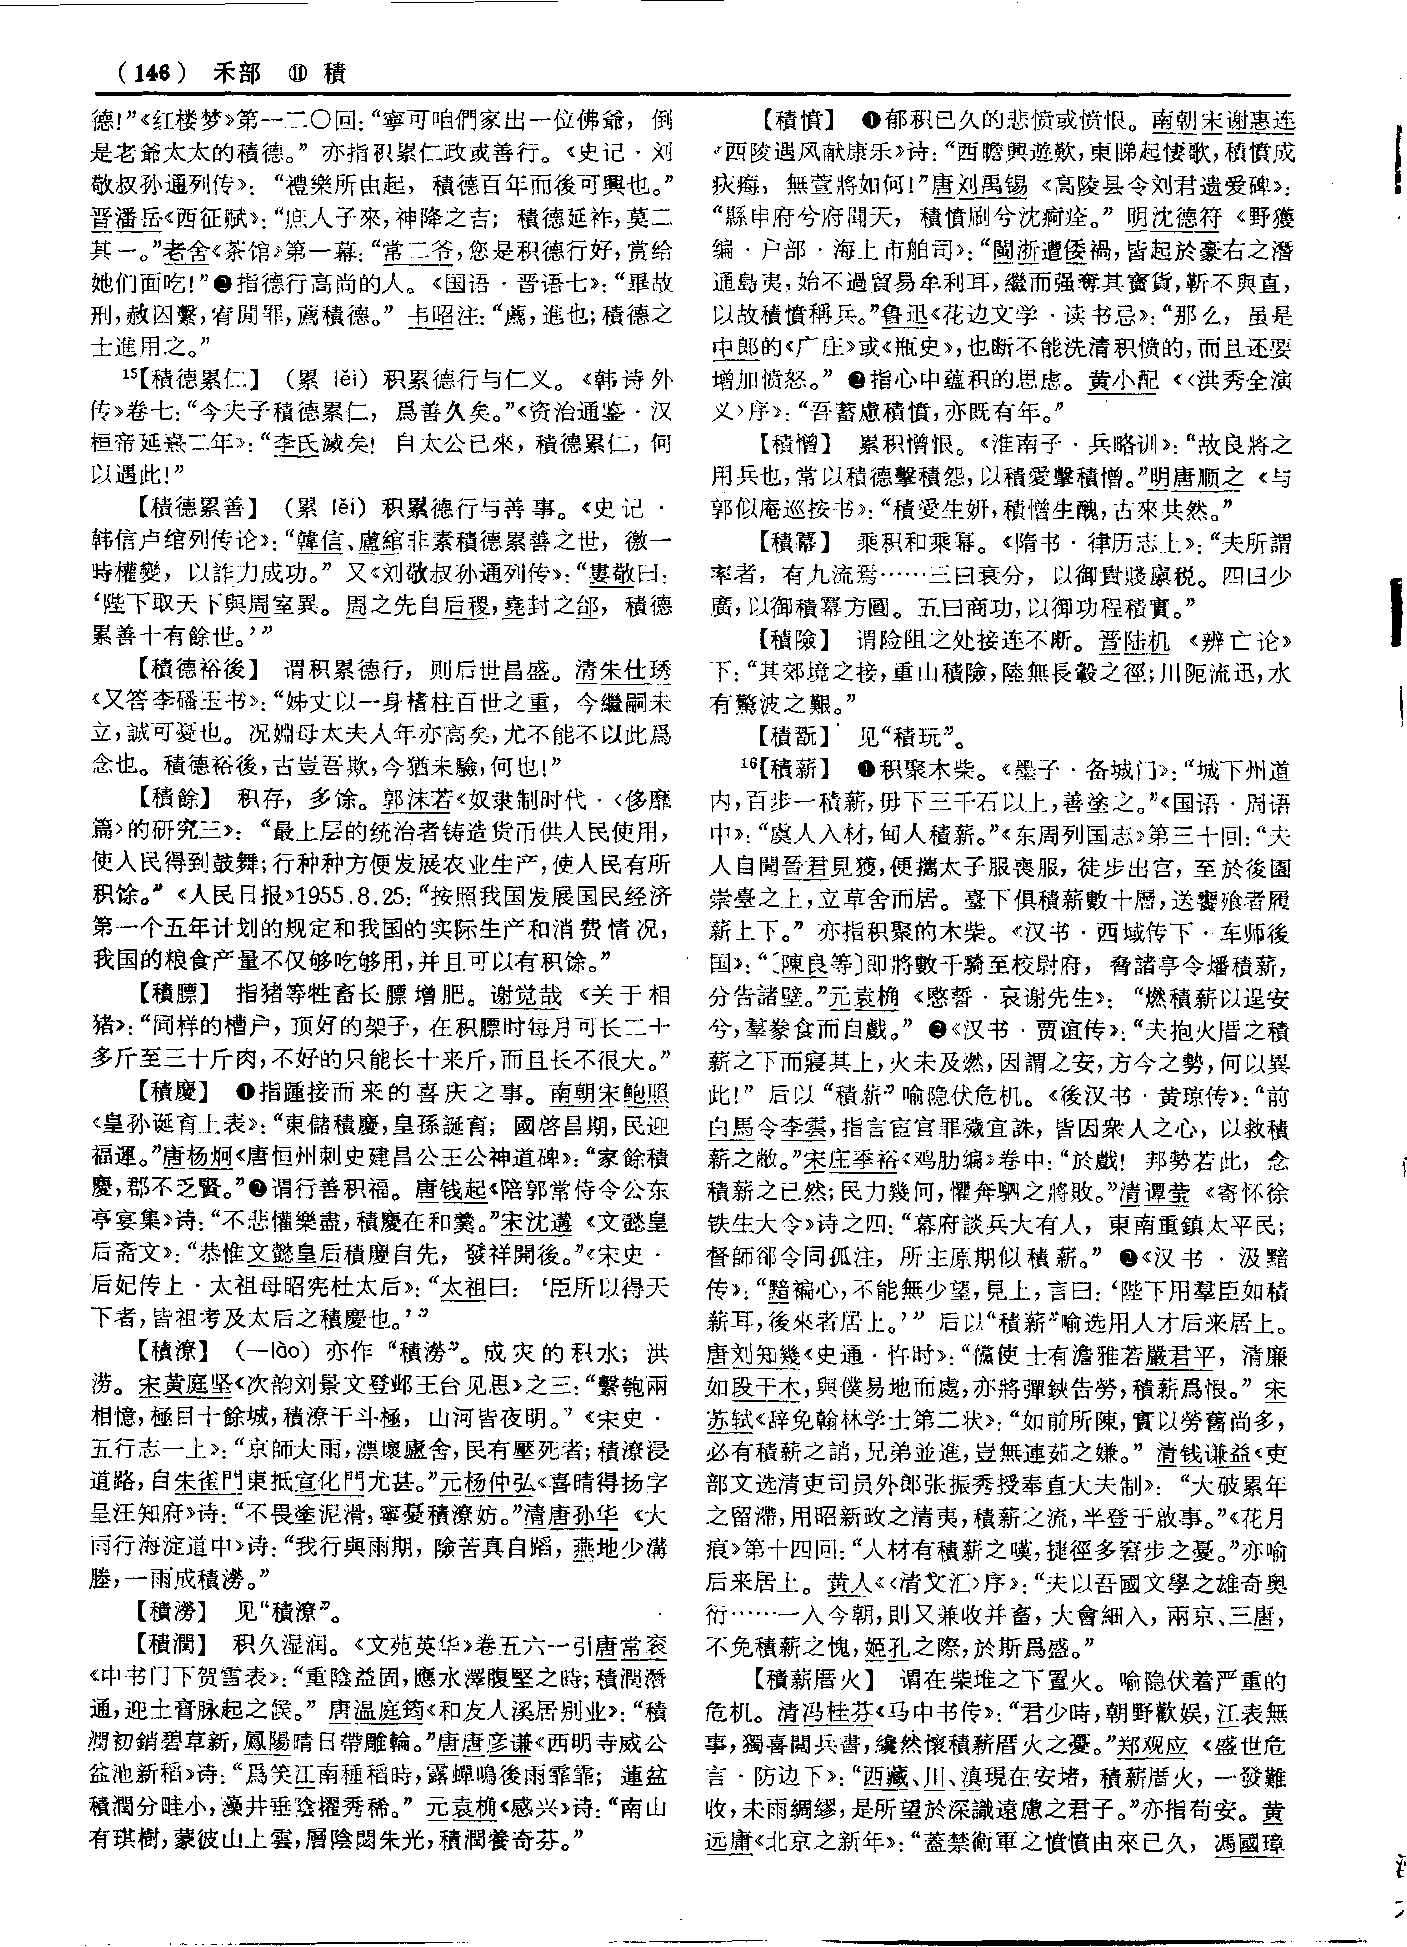 （146） 禾部 ⑪ 積
德！”《红楼梦》第一二〇回：“寧可咱們家出一位佛爺，倒
是老爺太太的積德。” 亦指积累仁政或善行。《史记·刘
敬叔孙通列传》：“禮樂所由起，積德百年而後可興也。”
晋潘岳《西征赋》：“庶人子來，神降之吉；積德延祚，莫二
其一。”老舍《茶馆》第一幕：“常二爷，您是积德行好，赏给
她们面吃！”❷指德行高尚的人。《国语·晋语七》：“畢故
刑，赦囚繫，宥閒罪，薦積德。” 韦昭注：“薦，進也；積德之
士進用之。”
15【積德累仁】（累 lěi）积累德行与仁义。《韩诗外
传》卷七：“今夫子積德累仁，爲善久矣。”《资治通鉴·汉
桓帝延熹二年》：“李氏滅矣！自太公已來，積德累仁，何
以遇此！”
【積德累善】（累 lěi）积累德行与善事。《史记·
韩信卢绾列传论》：“韓信、盧綰非素積德累善之世，徼一
時權變，以詐力成功。” 又《刘敬叔孙通列传》：“婁敬曰：
‘陛下取天下與周室異。周之先自后稷，堯封之邰，積德
累善十有餘世。’”
【積德裕後】 谓积累德行，则后世昌盛。清朱仕琇
《又答李磻玉书》：“姊丈以一身楮柱百世之重，今繼嗣未
立，誠可憂也。况嫺母太夫人年亦高矣，尤不能不以此爲
念也。積德裕後，古豈吾欺，今猶未驗，何也！”
【積餘】 积存，多馀。郭沫若《奴隶制时代·〈侈靡
篇〉的研究三》：“最上层的统治者铸造货币供人民使用，
使人民得到鼓舞；行种种方便发展农业生产，使人民有所
积馀。” 《人民日报》1955.8.25：“按照我国发展国民经济
第一个五年计划的规定和我国的实际生产和消费情况，
我国的粮食产量不仅够吃够用，并且可以有积馀。”
【積膘】 指猪等牲畜长膘增肥。谢觉哉《关于相
猪》：“同样的槽户，顶好的架子，在积膘时每月可长二十
多斤至三十斤肉，不好的只能长十来斤，而且长不很大。”
【積慶】 ❶指踵接而来的喜庆之事。南朝宋鲍照
《皇孙诞育上表》：“東儲積慶，皇孫誕育；國啓昌期，民迎
福運。”唐杨炯《唐恒州刺史建昌公王公神道碑》：“家餘積
慶，郡不乏賢。”❷谓行善积福。唐钱起《陪郭常侍令公东
亭宴集》诗：“不悲懽樂盡，積慶在和羹。”宋沈遘《文懿皇
后斋文》：“恭惟文懿皇后積慶自先，發祥開後。”《宋史·
后妃传上·太祖母昭宪杜太后》：“太祖曰：‘臣所以得天
下者，皆祖考及太后之積慶也。’”
【積潦】（—lào）亦作“積澇”。成灾的积水；洪
涝。宋黄庭坚《次韵刘景文登邺王台见思》之三：“繫匏兩
相憶，極目十餘城，積潦干斗極，山河皆夜明。” 《宋史·
五行志一上》：“京師大雨，漂壞廬舍，民有壓死者；積潦浸
道路，自朱雀門東抵宣化門尤甚。”元杨仲弘《喜晴得扬字
呈汪知府》诗：“不畏塗泥滑，寧憂積潦妨。”清唐孙华《大
雨行海淀道中》诗：“我行與雨期，險苦真自蹈，燕地少溝
塍，一雨成積澇。”
【積澇】 见“積潦”。
【積潤】 积久湿润。《文苑英华》卷五六一引唐常衮
《中书门下贺雪表》：“重陰益固，應水澤腹堅之時；積潤潛
通，迎土膏脉起之候。” 唐温庭筠《和友人溪居别业》：“積
潤初銷碧草新，鳳陽晴日帶雕輪。”唐唐彦谦《西明寺威公
盆池新稻》诗：“爲笑江南種稻時，露蟬鳴後雨霏霏；蓮盆
積潤分畦小，藻井垂陰擢秀稀。” 元袁桷《感兴》诗：“南山
有琪樹，蒙彼山上雲，層陰閟朱光，積潤養奇芬。”
【積憤】 ❶郁积已久的悲愤或愤恨。南朝宋谢惠连
《西陵遇风献康乐》诗：“西瞻興遊歎，東睇起悽歌，積憤成
疢痗，無萱將如何！”唐刘禹锡《高陵县令刘君遗爱碑》：
“縣申府兮府聞天，積憤刷兮沈痾痊。” 明沈德符《野獲
编·户部·海上市舶司》：“閩浙遭倭禍，皆起於豪右之潛
通島夷，始不過貿易牟利耳，繼而强奪其寳貨，靳不與直，
以故積憤稱兵。”鲁迅《花边文学·读书忌》：“那么，虽是
中郎的《广庄》或《瓶史》，也断不能洗清积愤的，而且还要
增加愤怒。” ❷指心中蕴积的思虑。黄小配《〈洪秀全演
义〉序》：“吾蓄慮積憤，亦既有年。”
【積憎】 累积憎恨。《淮南子·兵略训》：“故良將之
用兵也，常以積德擊積怨，以積愛擊積憎。”明唐顺之《与
郭似庵巡按书》：“積愛生妍，積憎生醜，古來共然。”
【積冪】 乘积和乘幂。《隋书·律历志上》：“夫所謂
率者，有九流焉……三曰衰分，以御貴賤廪税。四曰少
廣，以御積冪方圓。五曰商功，以御功程積實。”
【積險】 谓险阻之处接连不断。晋陆机《辨亡论》
下：“其郊境之接，重山積險，陸無長轂之徑；川阨流迅，水
有驚波之艱。”
【積翫】 见“積玩”。
16【積薪】 ❶积聚木柴。《墨子·备城门》：“城下州道
内，百步一積薪，毋下三千石以上，善塗之。”《国语·周语
中》：“虞人入材，甸人積薪。”《东周列国志》第三十回：“夫
人自聞晉君見獲，便攜太子服喪服，徒步出宫，至於後園
崇臺之上，立草舍而居。臺下俱積薪數十層，送饔飧者履
薪上下。” 亦指积聚的木柴。《汉书·西域传下·车师後
国》：“〔陳良等〕即將數千騎至校尉府，脅諸亭令燔積薪，
分告諸壁。”元袁桷《愍誓·哀谢先生》：“燃積薪以逞安
兮，羣豢食而自戲。” ❷《汉书·贾谊传》：“夫抱火厝之積
薪之下而寢其上，火未及燃，因謂之安，方今之勢，何以異
此！” 后以“積薪”喻隐伏危机。《後汉书·黄琼传》：“前
白馬令李雲，指言宦官罪穢宜誅，皆因衆人之心，以救積
薪之敝。”宋庄季裕《鸡肋编》卷中：“於戲！邦勢若此，念
積薪之已然；民力幾何，懼奔駟之將敗。”清谭莹《寄怀徐
铁生大令》诗之四：“幕府談兵大有人，東南重鎮太平民；
督師郤令同孤注，所主原期似積薪。” ❸《汉书·汲黯
传》：“黯褊心，不能無少望，見上，言曰：‘陛下用羣臣如積
薪耳，後來者居上。’” 后以“積薪”喻选用人才后来居上。
唐刘知幾《史通·忤时》：“儻使士有澹雅若嚴君平，清廉
如段干木，與僕易地而處，亦將彈鋏告勞，積薪爲恨。” 宋
苏轼《辞免翰林学士第二状》：“如前所陳，實以勞舊尚多，
必有積薪之誚，兄弟並進，豈無連茹之嫌。” 清钱谦益《吏
部文选清吏司员外郎张振秀授奉直大夫制》：“大破累年
之留滯，用昭新政之清夷，積薪之流，半登于啟事。”《花月
痕》第十四回：“人材有積薪之嘆，捷徑多窘步之憂。”亦喻
后来居上。黄人《〈清文汇〉序》：“夫以吾國文學之雄奇奥
衍……一入今朝，則又兼收并畜，大會細入，兩京、三唐，
不免積薪之愧，姬孔之際，於斯爲盛。”
【積薪厝火】 谓在柴堆之下置火。喻隐伏着严重的
危机。清冯桂芬《马中书传》：“君少時，朝野歡娱，江表無
事，獨喜閲兵書，纔然懷積薪厝火之憂。”郑观应《盛世危
言·防边下》：“西藏、川、滇現在安堵，積薪厝火，一發難
收，未雨綢繆，是所望於深識遠慮之君子。”亦指苟安。黄
远庸《北京之新年》：“蓋禁衛軍之憤憤由來已久，馮國璋